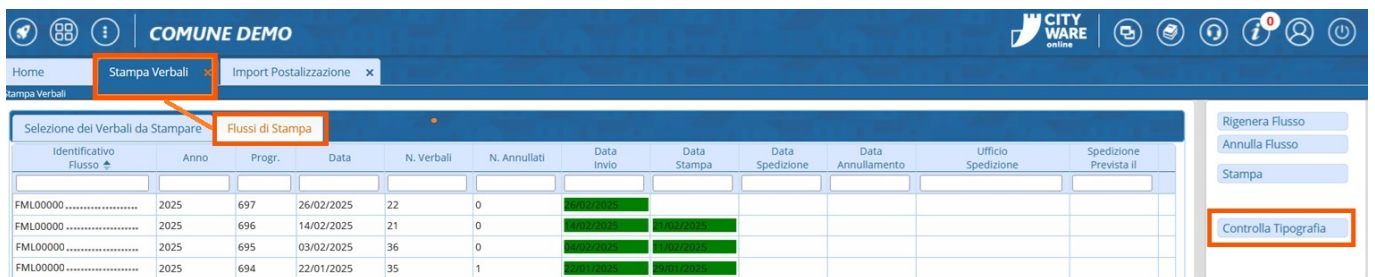 COMUNE DEMO
CITY
WARE
online
0
Home
Stampa Verbali ×
Import Postalizzazione ×
Stampa Verbali
Selezione dei Verbali da Stampare
Flussi di Stampa
Identificativo Flusso Anno Progr. Data N. Verbali N. Annullati Data Invio Data Stampa Data Spedizione Data Annullamento Ufficio Spedizione Spedizione Prevista il
FML00000 .................... 2025 697 26/02/2025 22 0 26/02/2025
FML00000 .................... 2025 696 14/02/2025 21 0 14/02/2025 21/02/2025
FML00000 .................... 2025 695 03/02/2025 36 0 04/02/2025 11/02/2025
FML00000 .................... 2025 694 22/01/2025 35 1 22/01/2025 29/01/2025
Rigenera Flusso
Annulla Flusso
Stampa
Controlla Tipografia